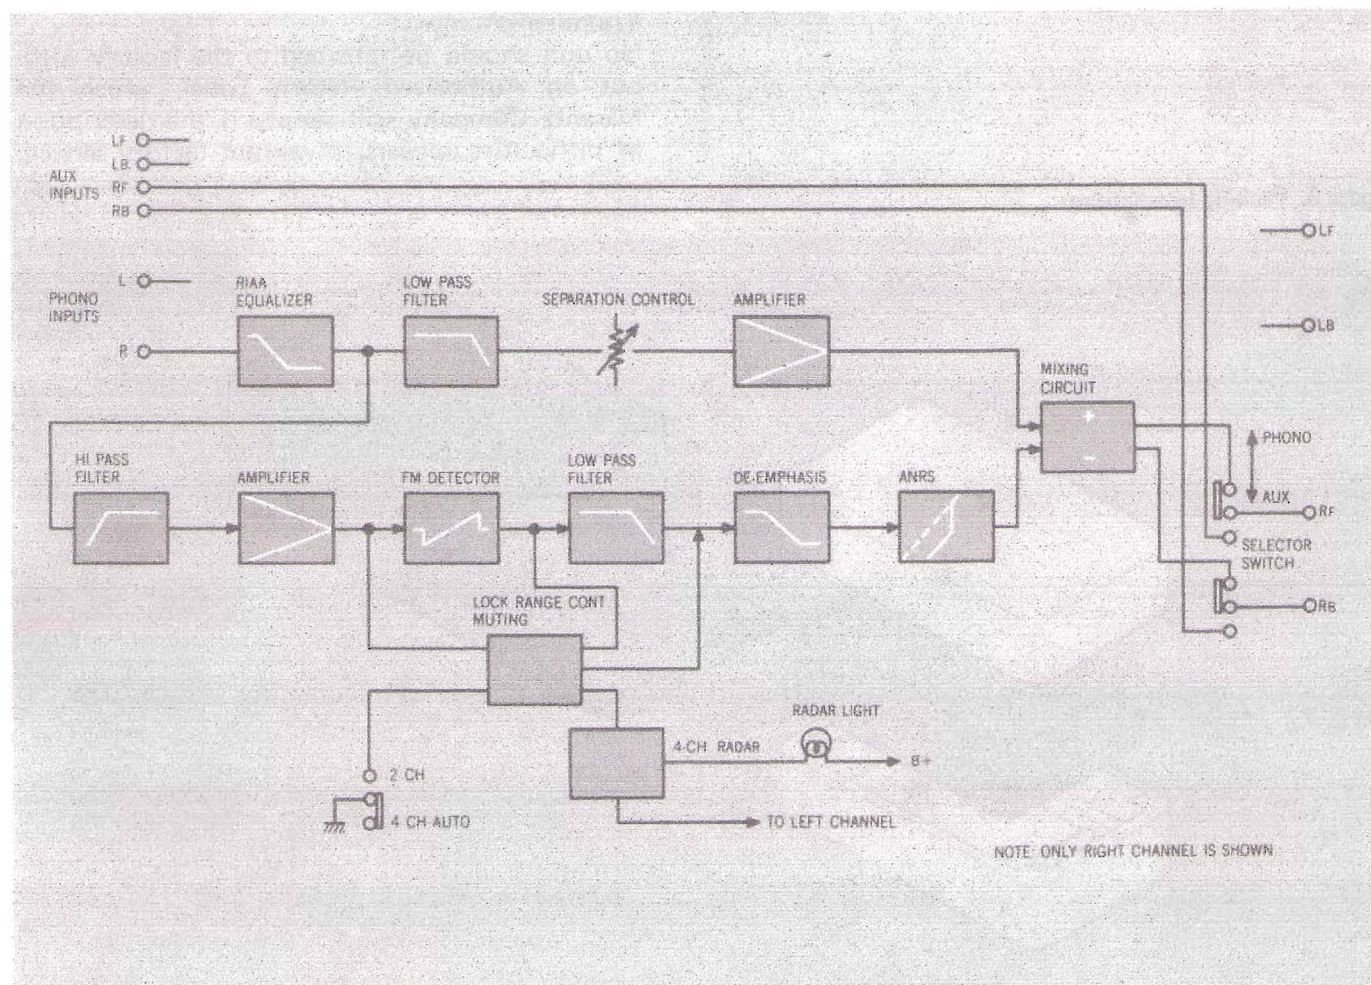 LF
LB
AUX
INPUTS
RF
RB
LF
LB
L
PHONO
INPUTS
R
RIAA
EQUALIZER
LOW PASS
FILTER
SEPARATION CONTROL
AMPLIFIER
MIXING
CIRCUIT
+
−
PHONO
AUX
RF
SELECTOR
SWITCH
RB
HI PASS
FILTER
AMPLIFIER
FM DETECTOR
LOW PASS
FILTER
DE-EMPHASIS
ANRS
LOCK RANGE CONT
MUTING
RADAR LIGHT
4-CH RADAR
B+
2 CH
4 CH AUTO
TO LEFT CHANNEL
NOTE: ONLY RIGHT CHANNEL IS SHOWN